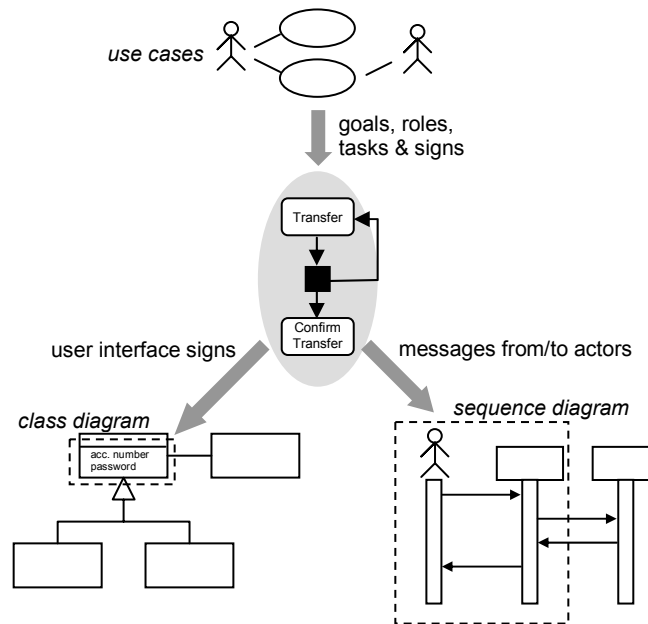 use cases
goals, roles,
tasks & signs
Transfer
Confirm
Transfer
user interface signs
messages from/to actors
class diagram
sequence diagram
acc. number
password